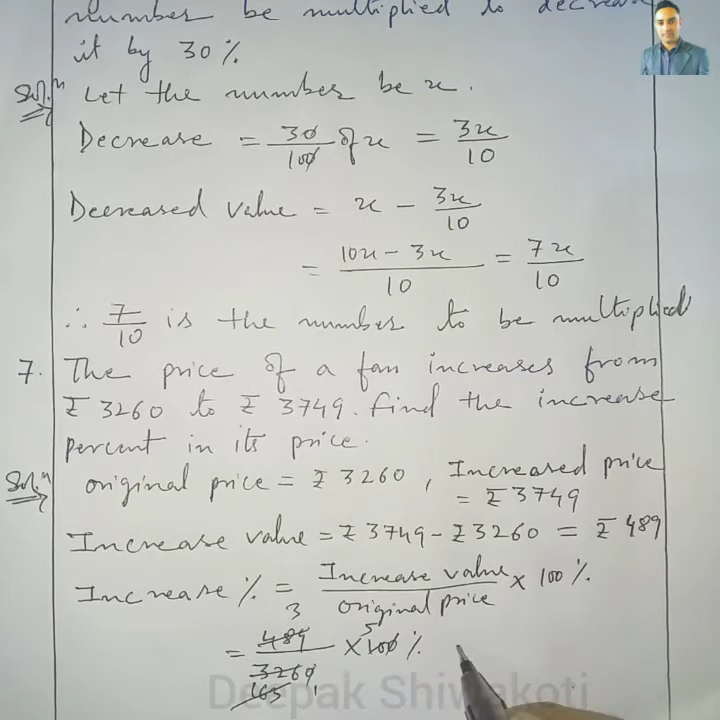 number be multiplied to decrease
it by 30%
Sol.ⁿ Let the number be x.
Decrease = 30/100 of x = 3x/10
Decreased value = x - 3x/10
= 10x - 3x/10 = 7x/10
∴ 7/10 is the number to be multiplied
7. The price of a fan increases from
₹ 3260 to ₹ 3749. find the increase
percent in its price.
Sol.ⁿ original price = ₹ 3260, Increased price
= ₹ 3749
Increase value = ₹ 3749 - ₹ 3260 = ₹ 489
Increase % = Increase value/original price × 100%.
3 5
= 489/3260 × 100%
163 1
Deepak Shiwakoti